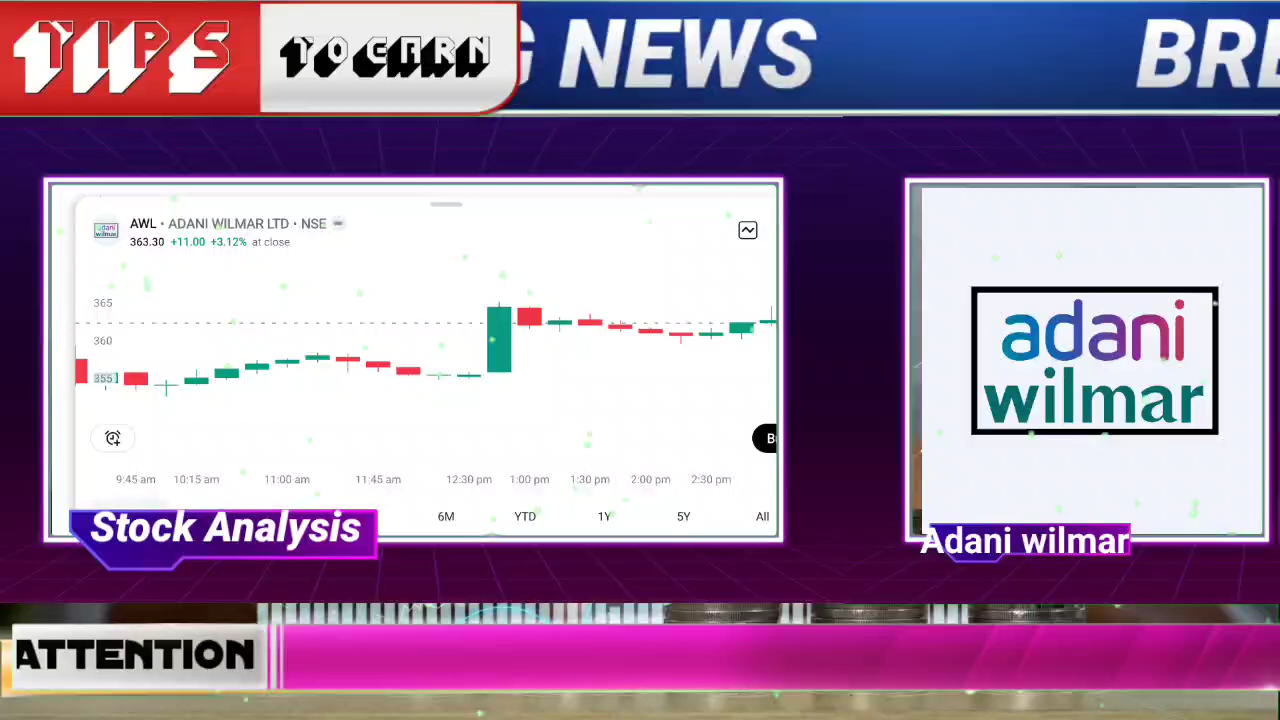 TIPS
TO EARN
G NEWS
BRE
AWL • ADANI WILMAR LTD • NSE
363.30 +11.00 +3.12% at close
365
360
355
9:45 am 10:15 am 11:00 am 11:45 am 12:30 pm 1:00 pm 1:30 pm 2:00 pm 2:30 pm
6M YTD 1Y 5Y All
Stock Analysis
adani
wilmar
Adani wilmar
ATTENTION